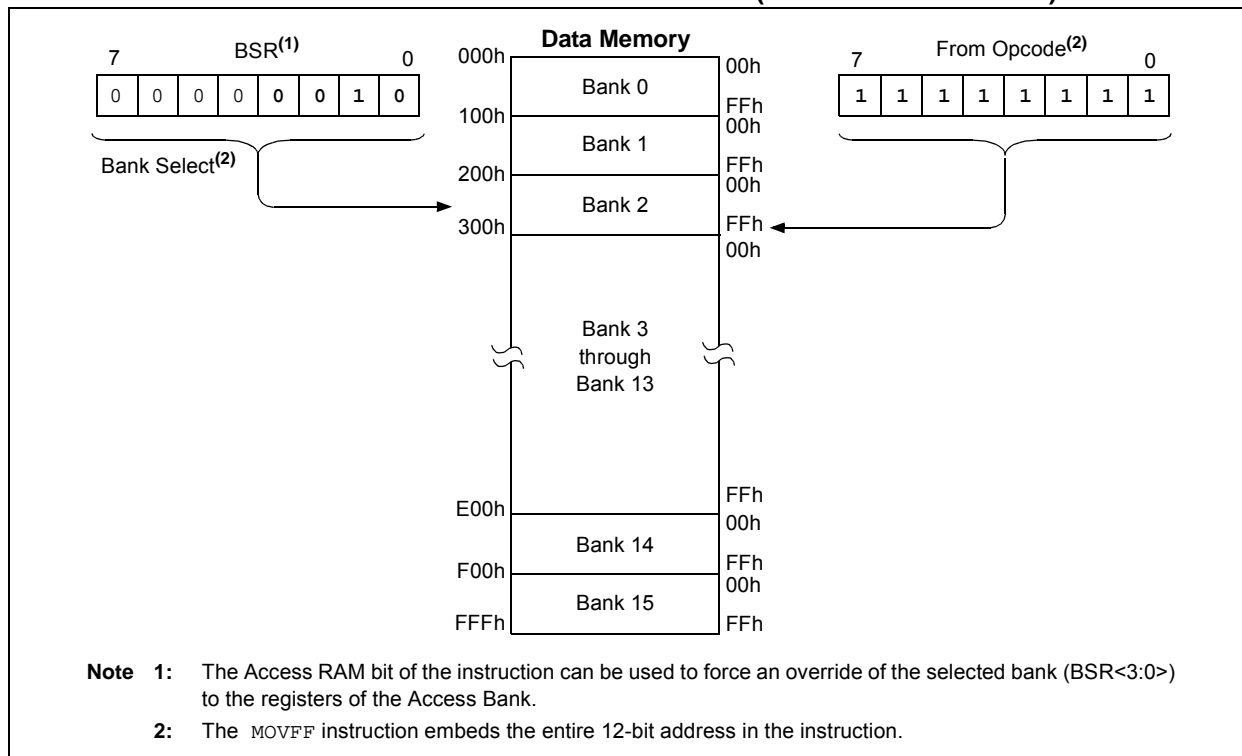 Data Memory
7 BSR(1) 0
0 0 0 0 0 0 1 0
Bank Select(2)
7 From Opcode(2) 0
1 1 1 1 1 1 1 1
000h Bank 0 00h
FFh
100h Bank 1 00h
FFh
200h Bank 2 00h
300h FFh
00h
Bank 3
through
Bank 13
FFh
E00h 00h
Bank 14
FFh
F00h 00h
Bank 15
FFFh FFh
Note 1: The Access RAM bit of the instruction can be used to force an override of the selected bank (BSR<3:0>)
to the registers of the Access Bank.
2: The MOVFF instruction embeds the entire 12-bit address in the instruction.